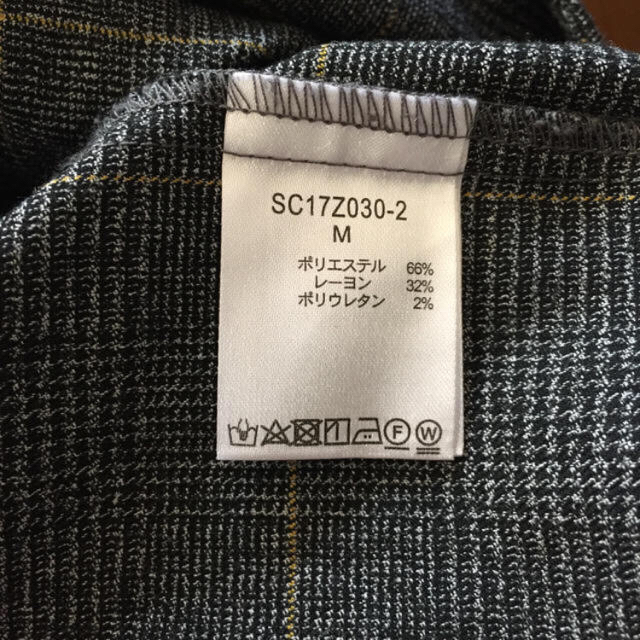 SC17Z030-2
M
ポリエステル 66%
レーヨン 32%
ポリウレタン 2%
F W